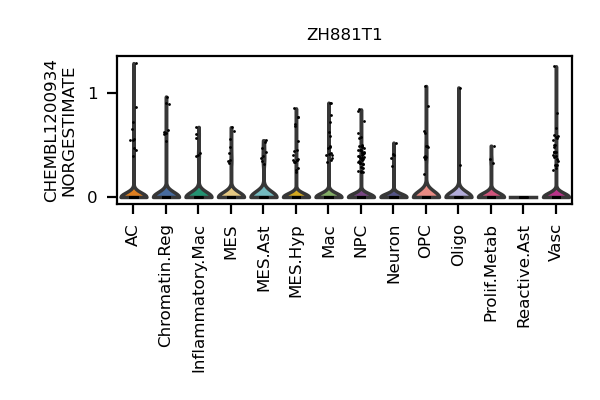 ZH881T1
CHEMBL1200934
NORGESTIMATE
1
0
AC
Chromatin.Reg
Inflammatory.Mac
MES
MES.Ast
MES.Hyp
Mac
NPC
Neuron
OPC
Oligo
Prolif.Metab
Reactive.Ast
Vasc